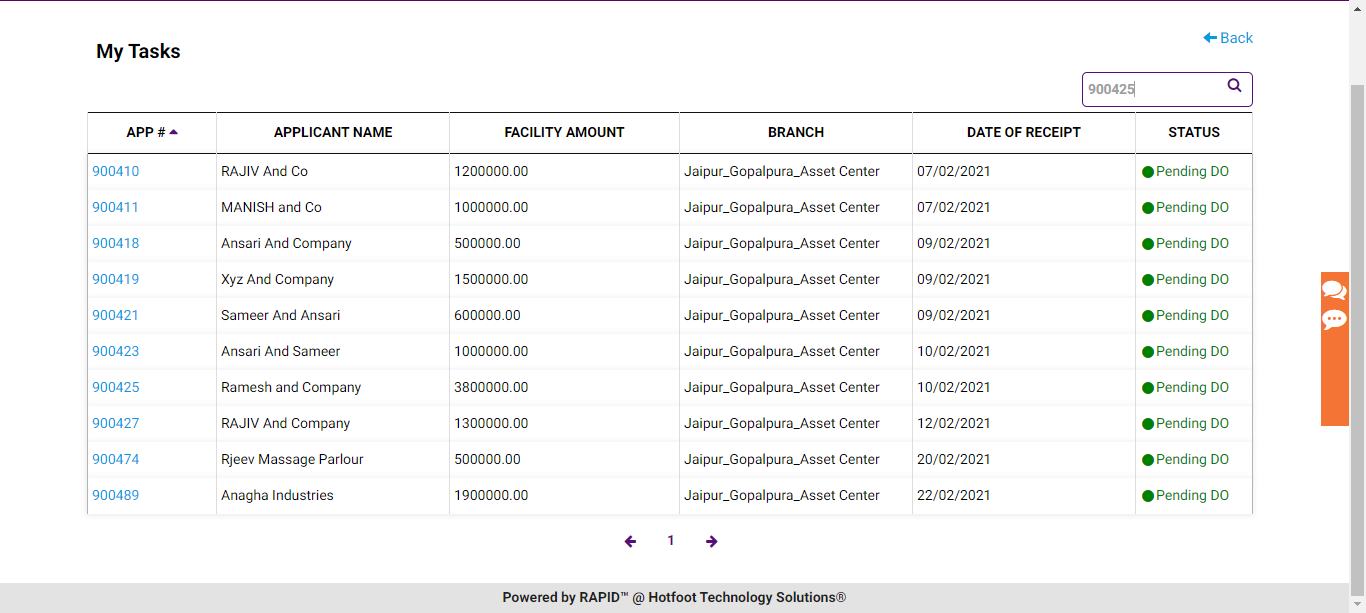 Back
My Tasks
900425
APP # APPLICANT NAME FACILITY AMOUNT BRANCH DATE OF RECEIPT STATUS
900410 RAJIV And Co 1200000.00 Jaipur_Gopalpura_Asset Center 07/02/2021 Pending DO
900411 MANISH and Co 1000000.00 Jaipur_Gopalpura_Asset Center 07/02/2021 Pending DO
900418 Ansari And Company 500000.00 Jaipur_Gopalpura_Asset Center 09/02/2021 Pending DO
900419 Xyz And Company 1500000.00 Jaipur_Gopalpura_Asset Center 09/02/2021 Pending DO
900421 Sameer And Ansari 600000.00 Jaipur_Gopalpura_Asset Center 09/02/2021 Pending DO
900423 Ansari And Sameer 1000000.00 Jaipur_Gopalpura_Asset Center 10/02/2021 Pending DO
900425 Ramesh and Company 3800000.00 Jaipur_Gopalpura_Asset Center 10/02/2021 Pending DO
900427 RAJIV And Company 1300000.00 Jaipur_Gopalpura_Asset Center 12/02/2021 Pending DO
900474 Rjeev Massage Parlour 500000.00 Jaipur_Gopalpura_Asset Center 20/02/2021 Pending DO
900489 Anagha Industries 1900000.00 Jaipur_Gopalpura_Asset Center 22/02/2021 Pending DO
1
Powered by RAPID™ @ Hotfoot Technology Solutions®